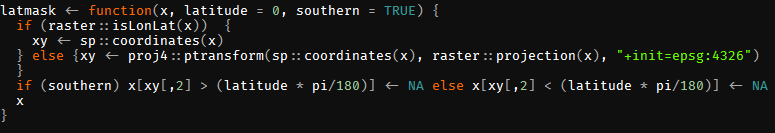 latmask <- function(x, latitude = 0, southern = TRUE) {
  if (raster::isLonLat(x))  {
    xy <- sp::coordinates(x)
  } else {xy <- proj4::ptransform(sp::coordinates(x), raster::projection(x), "+init=epsg:4326")
  }
  if (southern) x[xy[,2] > (latitude * pi/180)] <- NA else x[xy[,2] < (latitude * pi/180)] <- NA
  x
}